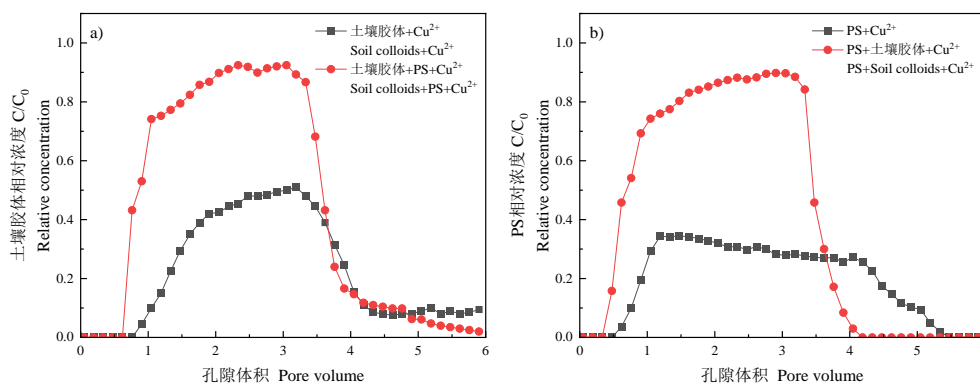 a)
土壤胶体+Cu²⁺
Soil colloids+Cu²⁺
土壤胶体+PS+Cu²⁺
Soil colloids+PS+Cu²⁺
土壤胶体相对浓度 C/C₀
Relative concentration
1.0
0.8
0.6
0.4
0.2
0.0
0 1 2 3 4 5 6
孔隙体积 Pore volume
b)
PS+Cu²⁺
PS+土壤胶体+Cu²⁺
PS+Soil colloids+Cu²⁺
PS相对浓度 C/C₀
Relative concentration
1.0
0.8
0.6
0.4
0.2
0.0
0 1 2 3 4 5
孔隙体积 Pore volume